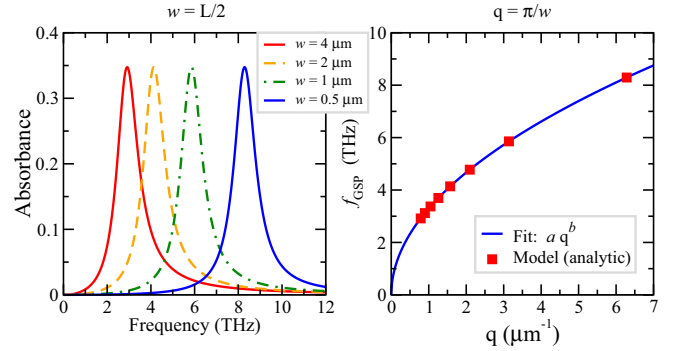 w = L/2
0.4
0.3
0.2
0.1
0
Absorbance
w = 4 μm
w = 2 μm
w = 1 μm
w = 0.5 μm
0 2 4 6 8 10 12
Frequency (THz)
q = π/w
10
8
6
4
2
0
f_GSP (THz)
Fit: a q^b
Model (analytic)
0 1 2 3 4 5 6 7
q (μm⁻¹)